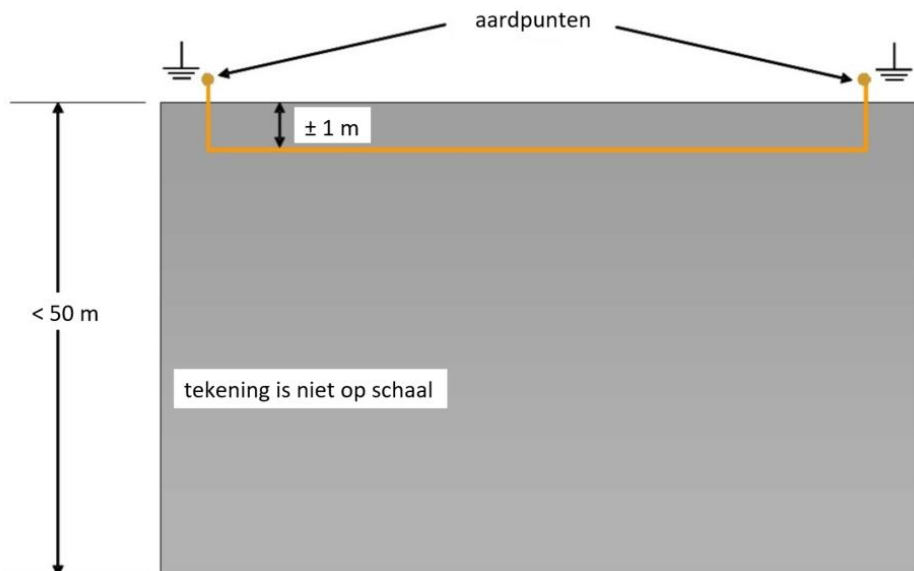 aardpunten
± 1 m
< 50 m
tekening is niet op schaal